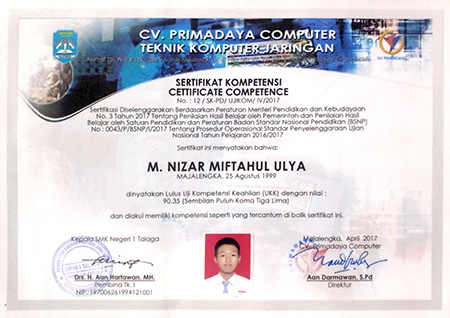 CV. PRIMADAYA COMPUTER
TEKNIK KOMPUTER-JARINGAN
CV. PRIMADAYA
SERTIFIKAT KOMPETENSI
CETTIFICATE COMPETENCE
No. : 12 / SK-PD/ UJIKOM/ IV/2017
Sertifikasi Diselenggarakan Berdasarkan Peraturan Menteri Pendidikan dan Kebudayaan
No. 3 Tahun 2017 Tentang Penilaian Hasil Belajar oleh Pemerintah dan Penilaian Hasil
Belajar oleh Satuan Pendidikan dan Peraturan Badan Standar Nasional Pendidikan (BSNP)
No : 0043/P/BSNP/I/2017 Tentang Prosedur Operasional Standar Penyelenggaraan Ujian
Nasional Tahun Pelajaran 2016/2017
Sertifikat ini menyatakan bahwa:
M. NIZAR MIFTAHUL ULYA
MAJALENGKA, 25 Agustus 1999
dinyatakan Lulus Uji Kompetensi Keahlian (UKK) dengan nilai :
90.35 (Sembilan Puluh Koma Tiga Lima)
dan diakui memiliki kompetensi seperti yang tercantum di balik sertifikat ini.
Kepala SMK Negeri 1 Talaga
Drs. H. Aan Hartawan, MH.
Pembina Tk. I
NIP. 197006261994121001
Majalengka, April 2017
CV. Primadaya Computer
Aan Darmawan, S.Pd
Direktur